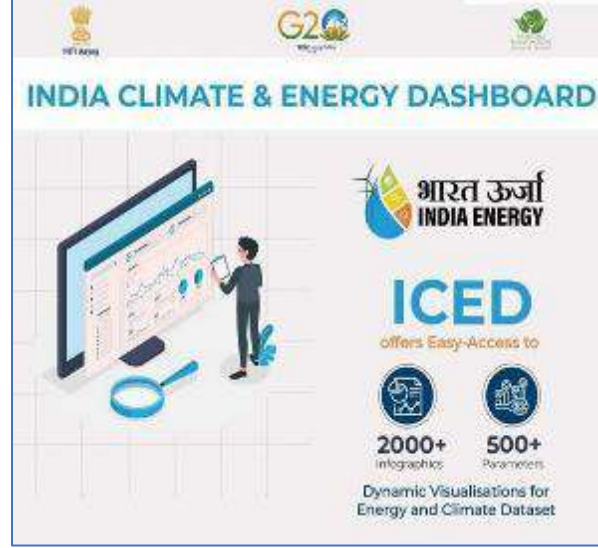 नीति आयोग
G20
INDIA CLIMATE & ENERGY DASHBOARD
भारत ऊर्जा
INDIA ENERGY
ICED
offers Easy-Access to
2000+ 500+
Infographics Parameters
Dynamic Visualisations for
Energy and Climate Dataset